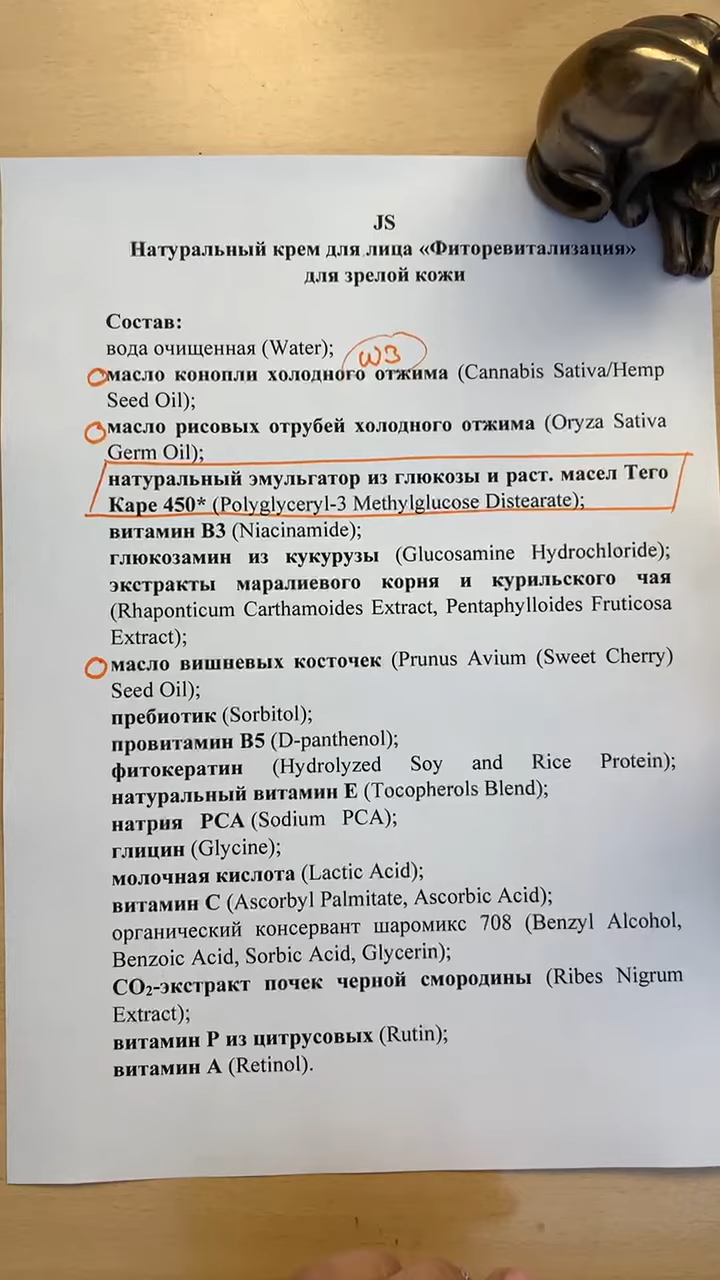 JS
Натуральный крем для лица «Фиторевитализация»
для зрелой кожи
Состав:
вода очищенная (Water);
ω3
масло конопли холодного отжима (Cannabis Sativa/Hemp
Seed Oil);
масло рисовых отрубей холодного отжима (Oryza Sativa
Germ Oil);
натуральный эмульгатор из глюкозы и раст. масел Тего
Каре 450* (Polyglyceryl-3 Methylglucose Distearate);
витамин В3 (Niacinamide);
глюкозамин из кукурузы (Glucosamine Hydrochloride);
экстракты маралиевого корня и курильского чая
(Rhaponticum Carthamoides Extract, Pentaphylloides Fruticosa
Extract);
масло вишневых косточек (Prunus Avium (Sweet Cherry)
Seed Oil);
пребиотик (Sorbitol);
провитамин В5 (D-panthenol);
фитокератин (Hydrolyzed Soy and Rice Protein);
натуральный витамин Е (Tocopherols Blend);
натрия PCA (Sodium PCA);
глицин (Glycine);
молочная кислота (Lactic Acid);
витамин С (Ascorbyl Palmitate, Ascorbic Acid);
органический консервант шаромикс 708 (Benzyl Alcohol,
Benzoic Acid, Sorbic Acid, Glycerin);
CO₂-экстракт почек черной смородины (Ribes Nigrum
Extract);
витамин Р из цитрусовых (Rutin);
витамин А (Retinol).